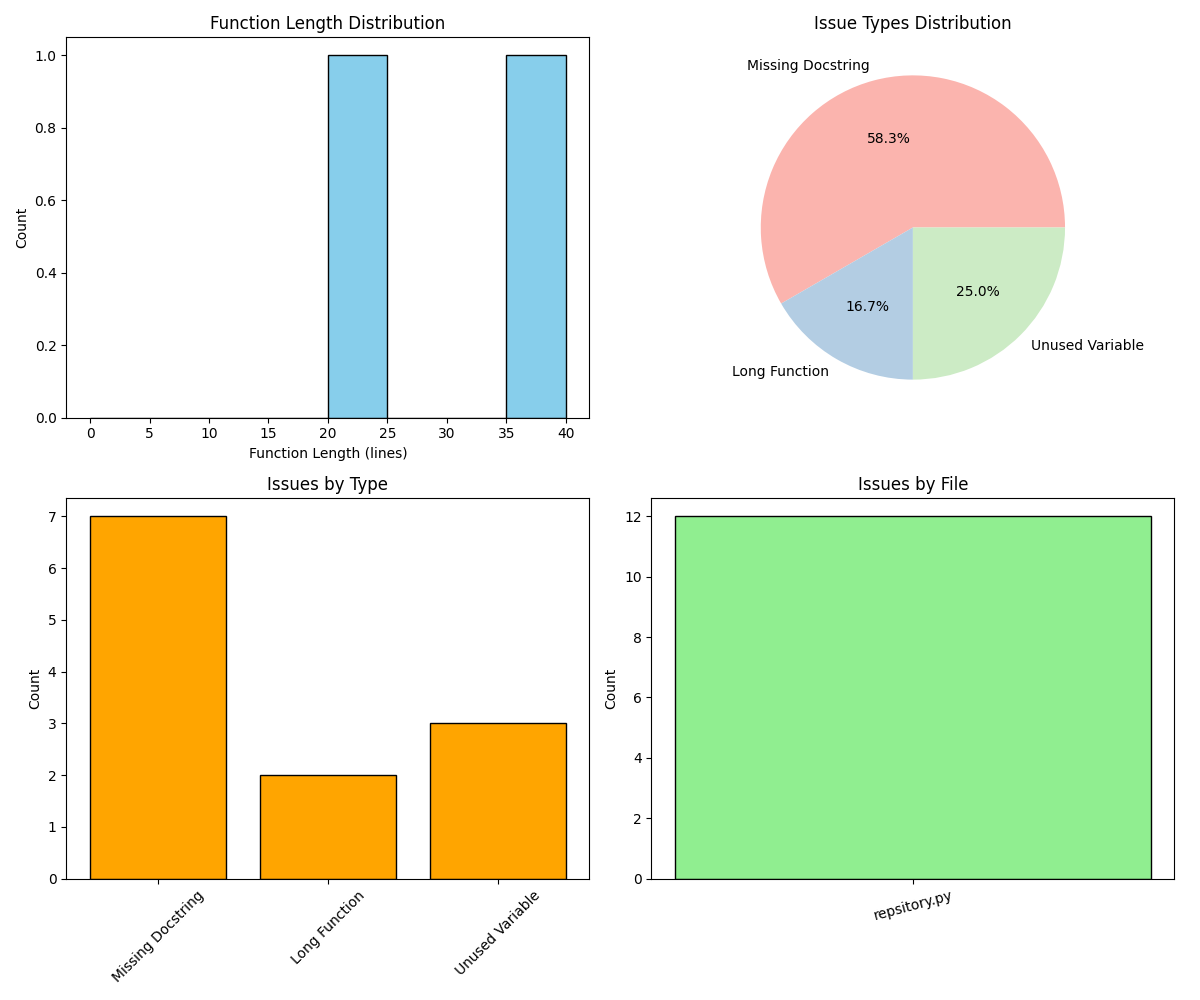 Function Length Distribution
1.0
0.8
0.6
0.4
0.2
0.0
Count
0 5 10 15 20 25 30 35 40
Function Length (lines)
Issue Types Distribution
Missing Docstring
58.3%
16.7%
25.0%
Long Function
Unused Variable
Issues by Type
7
6
5
4
3
2
1
0
Count
Missing Docstring
Long Function
Unused Variable
Issues by File
12
10
8
6
4
2
0
Count
repsitory.py